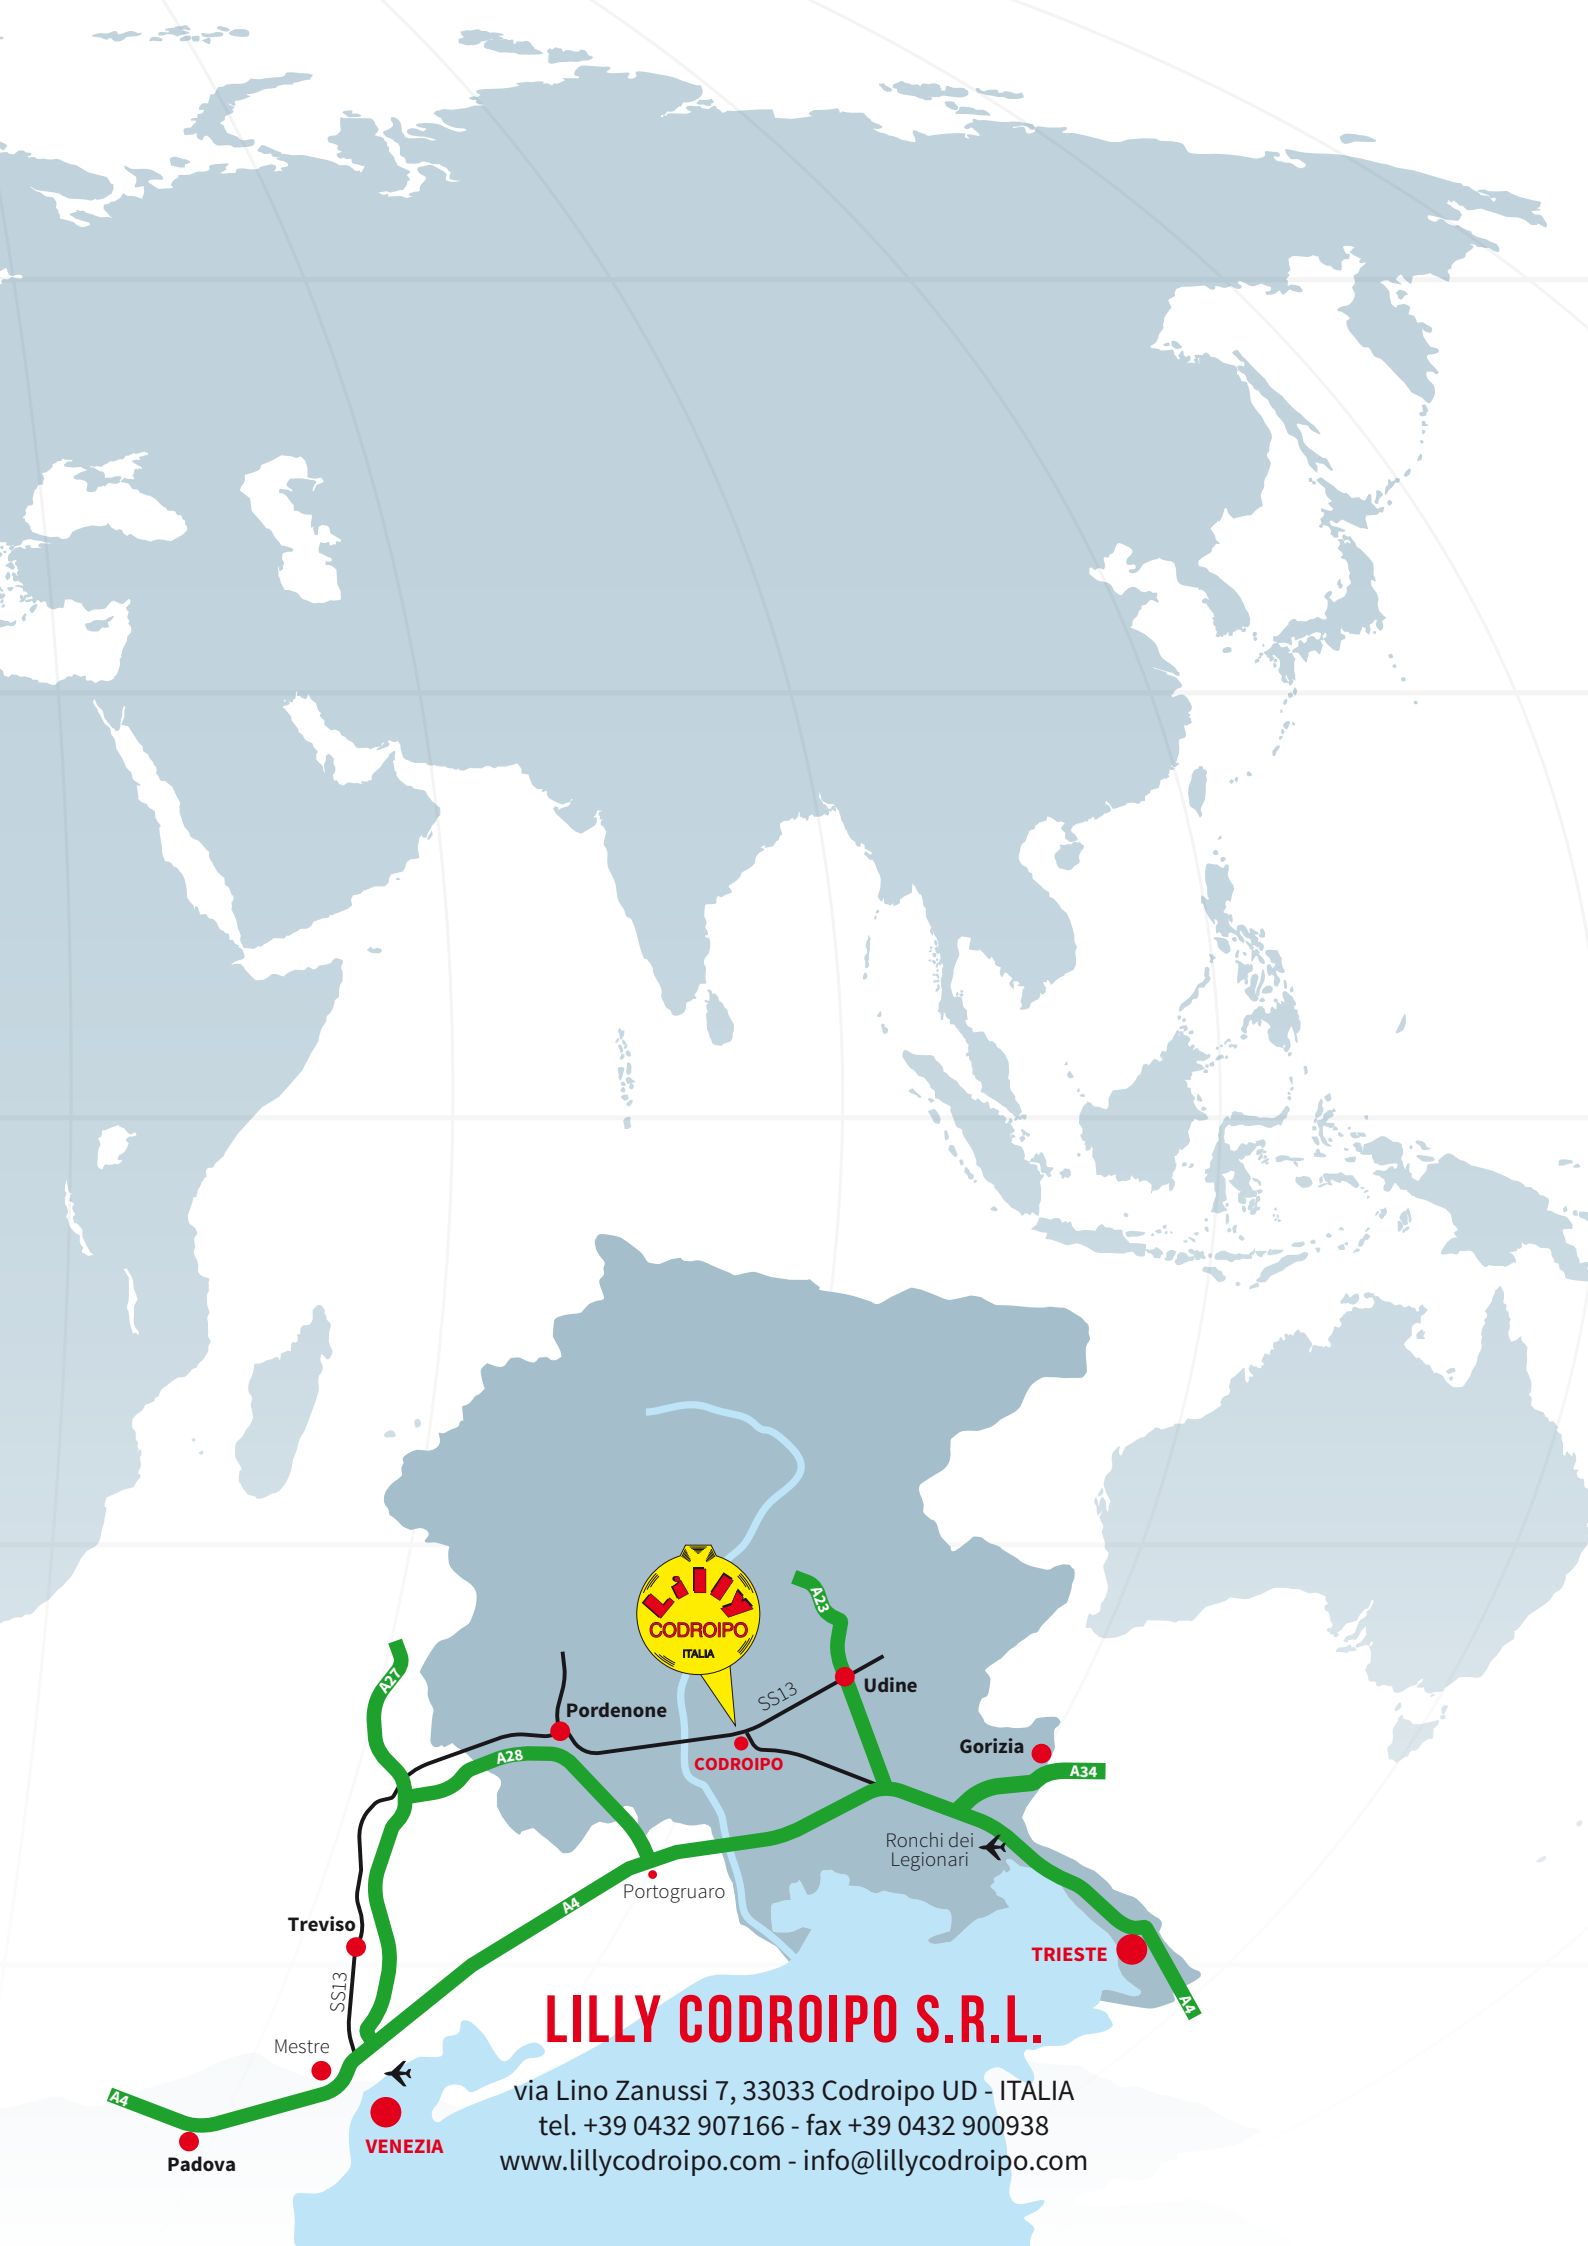 Lilly
CODROIPO
ITALIA
A23
A27
SS13
Udine
Pordenone
CODROIPO
Gorizia
A28
A34
Ronchi dei
Legionari
Portogruaro
A4
Treviso
TRIESTE
SS13
A4
Mestre
A4
VENEZIA
Padova
LILLY CODROIPO S.R.L.
via Lino Zanussi 7, 33033 Codroipo UD - ITALIA
tel. +39 0432 907166 - fax +39 0432 900938
www.lillycodroipo.com - info@lillycodroipo.com